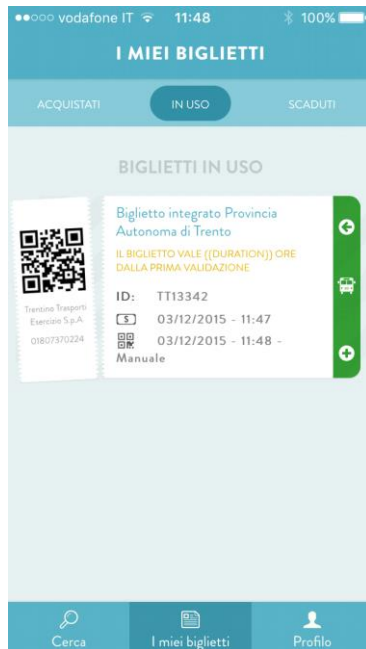 vodafone IT 11:48 100%
I MIEI BIGLIETTI
ACQUISTATI IN USO SCADUTI
BIGLIETTI IN USO
Biglietto integrato Provincia
Autonoma di Trento
IL BIGLIETTO VALE ((DURATION)) ORE
DALLA PRIMA VALIDAZIONE
ID: TT13342
03/12/2015 - 11:47
03/12/2015 - 11:48 -
Manuale
Trentino Trasporti
Esercizio S.p.A.
01807370224
Cerca I miei biglietti Profilo